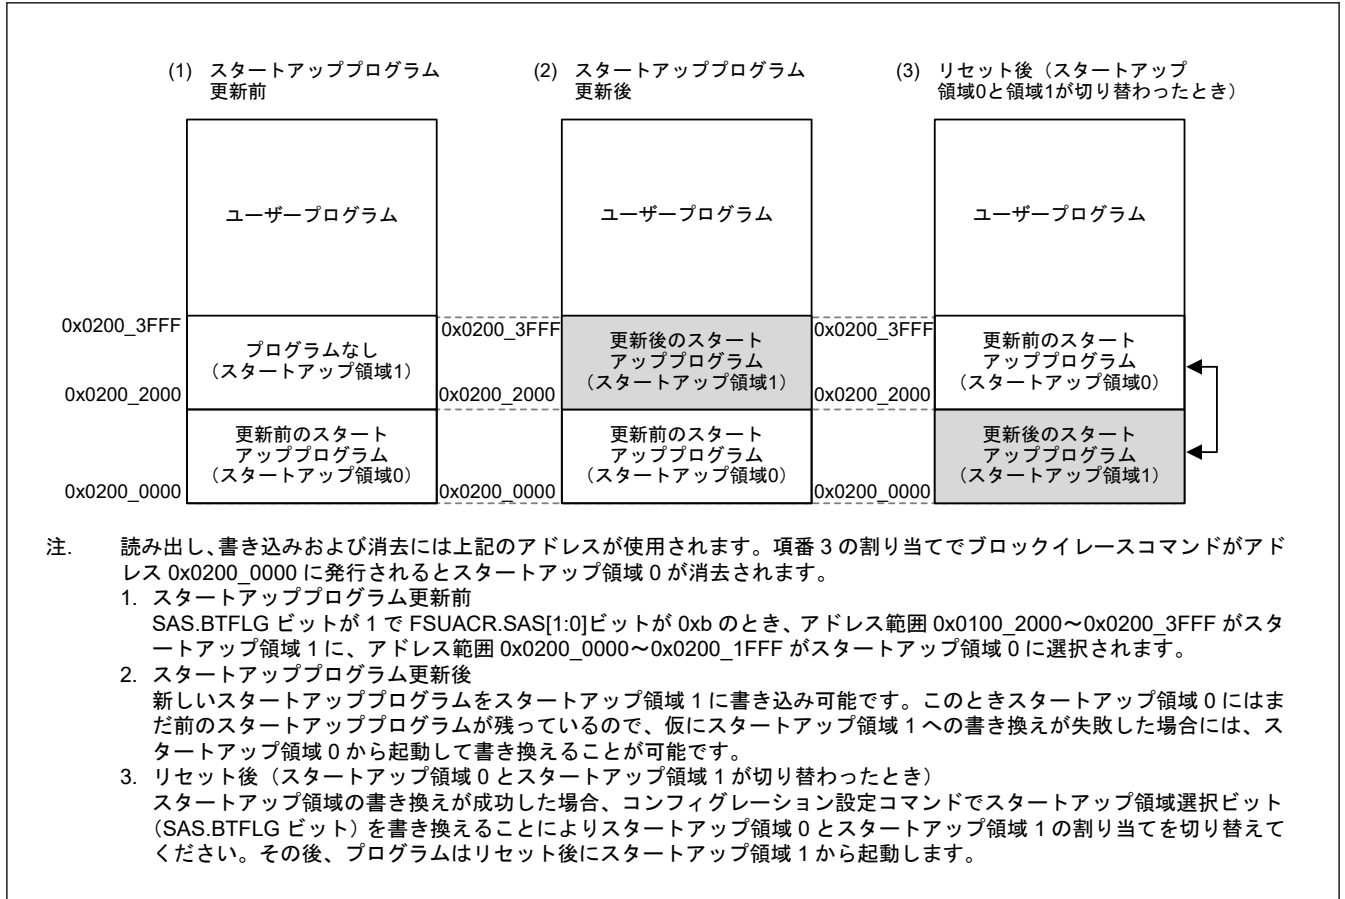 (1) スタートアッププログラム
更新前
(2) スタートアッププログラム
更新後
(3) リセット後（スタートアップ
領域0と領域1が切り替わったとき）
ユーザープログラム
ユーザープログラム
ユーザープログラム
0x0200_3FFF
プログラムなし
（スタートアップ領域1）
0x0200_2000
更新前のスタート
アッププログラム
（スタートアップ領域0）
0x0200_0000
0x0200_3FFF
更新後のスタート
アッププログラム
（スタートアップ領域1）
0x0200_2000
更新前のスタート
アッププログラム
（スタートアップ領域0）
0x0200_0000
0x0200_3FFF
更新前のスタート
アッププログラム
（スタートアップ領域0）
0x0200_2000
更新後のスタート
アッププログラム
（スタートアップ領域1）
0x0200_0000
注. 読み出し、書き込みおよび消去には上記のアドレスが使用されます。項番 3 の割り当てでブロックイレースコマンドがアド
レス 0x0200_0000 に発行されるとスタートアップ領域 0 が消去されます。
1. スタートアッププログラム更新前
SAS.BTFLG ビットが 1 で FSUACR.SAS[1:0]ビットが 0xb のとき、アドレス範囲 0x0100_2000～0x0200_3FFF がスタ
ートアップ領域 1 に、アドレス範囲 0x0200_0000～0x0200_1FFF がスタートアップ領域 0 に選択されます。
2. スタートアッププログラム更新後
新しいスタートアッププログラムをスタートアップ領域 1 に書き込み可能です。このときスタートアップ領域 0 にはま
だ前のスタートアッププログラムが残っているので、仮にスタートアップ領域 1 への書き換えが失敗した場合には、ス
タートアップ領域 0 から起動して書き換えることが可能です。
3. リセット後（スタートアップ領域 0 とスタートアップ領域 1 が切り替わったとき）
スタートアップ領域の書き換えが成功した場合、コンフィグレーション設定コマンドでスタートアップ領域選択ビット
（SAS.BTFLG ビット）を書き換えることによりスタートアップ領域 0 とスタートアップ領域 1 の割り当てを切り替えて
ください。その後、プログラムはリセット後にスタートアップ領域 1 から起動します。